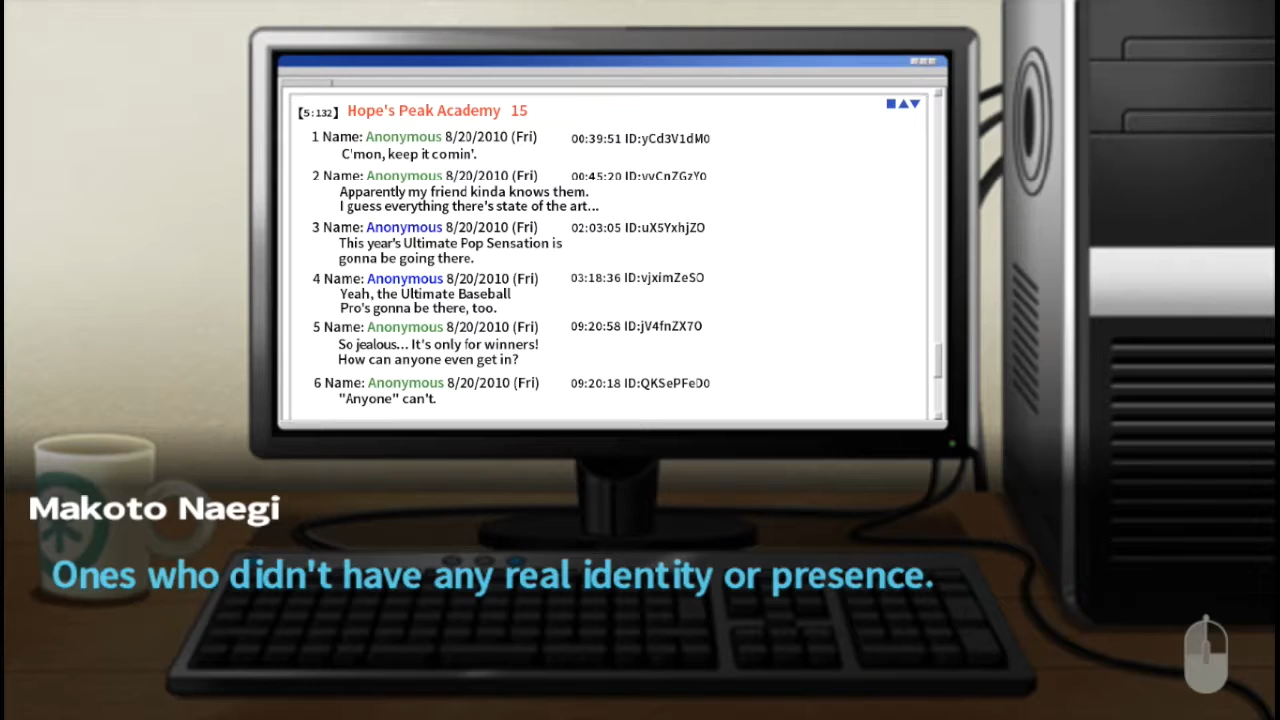 【5:132】 Hope's Peak Academy 15
1 Name: Anonymous 8/20/2010 (Fri) 00:39:51 ID:yCd3V1dM0
C'mon, keep it comin'.
2 Name: Anonymous 8/20/2010 (Fri) 00:45:20 ID:vvCnZGzY0
Apparently my friend kinda knows them.
I guess everything there's state of the art...
3 Name: Anonymous 8/20/2010 (Fri) 02:03:05 ID:uX5YxhjZO
This year's Ultimate Pop Sensation is
gonna be going there.
4 Name: Anonymous 8/20/2010 (Fri) 03:18:36 ID:vjximZeSO
Yeah, the Ultimate Baseball
Pro's gonna be there, too.
5 Name: Anonymous 8/20/2010 (Fri) 09:20:58 ID:jV4fnZX7O
So jealous... It's only for winners!
How can anyone even get in?
6 Name: Anonymous 8/20/2010 (Fri) 09:20:18 ID:QKSePFeD0
"Anyone" can't.
Makoto Naegi
Ones who didn't have any real identity or presence.